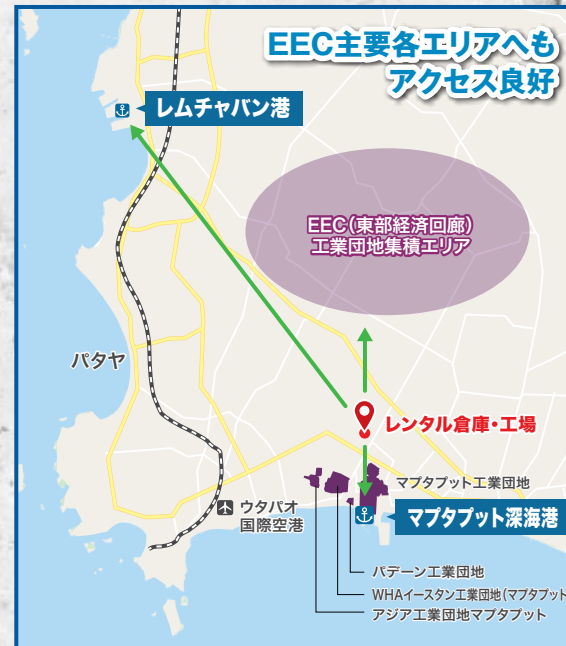 EEC主要各エリアへも
アクセス良好
レムチャバン港
EEC（東部経済回廊）
工業団地集積エリア
パタヤ
レンタル倉庫・工場
マプタプット工業団地
ウタパオ
国際空港
マプタプット深海港
パデーン工業団地
WHAイースタン工業団地（マプタプット
アジア工業団地マプタプット